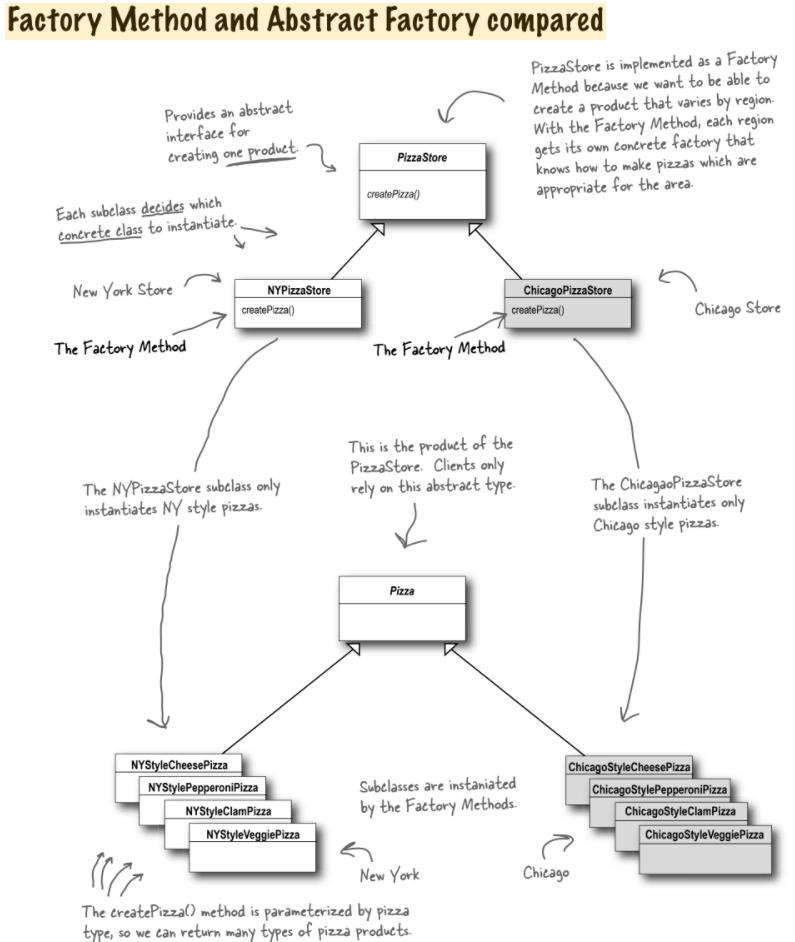 Factory Method and Abstract Factory compared
PizzaStore is implemented as a Factory
Method because we want to be able to
create a product that varies by region.
With the Factory Method, each region
gets its own concrete factory that
knows how to make pizzas which are
appropriate for the area.
Provides an abstract
interface for
creating one product.
PizzaStore
createPizza()
Each subclass decides which
concrete class to instantiate.
New York Store
NYPizzaStore
createPizza()
ChicagoPizzaStore
createPizza()
Chicago Store
The Factory Method
The Factory Method
This is the product of the
PizzaStore. Clients only
rely on this abstract type.
The NYPizzaStore subclass only
instantiates NY style pizzas.
The ChicagaoPizzaStore
subclass instantiates only
Chicago style pizzas.
Pizza
NYStyleCheesePizza
NYStylePepperoniPizza
NYStyleClamPizza
NYStyleVeggiePizza
Subclasses are instaniated
by the Factory Methods.
ChicagoStyleCheesePizza
ChicagoStylePepperoniPizza
ChicagoStyleClamPizza
ChicagoStyleVeggiePizza
New York
Chicago
The createPizza() method is parameterized by pizza
type, so we can return many types of pizza products.